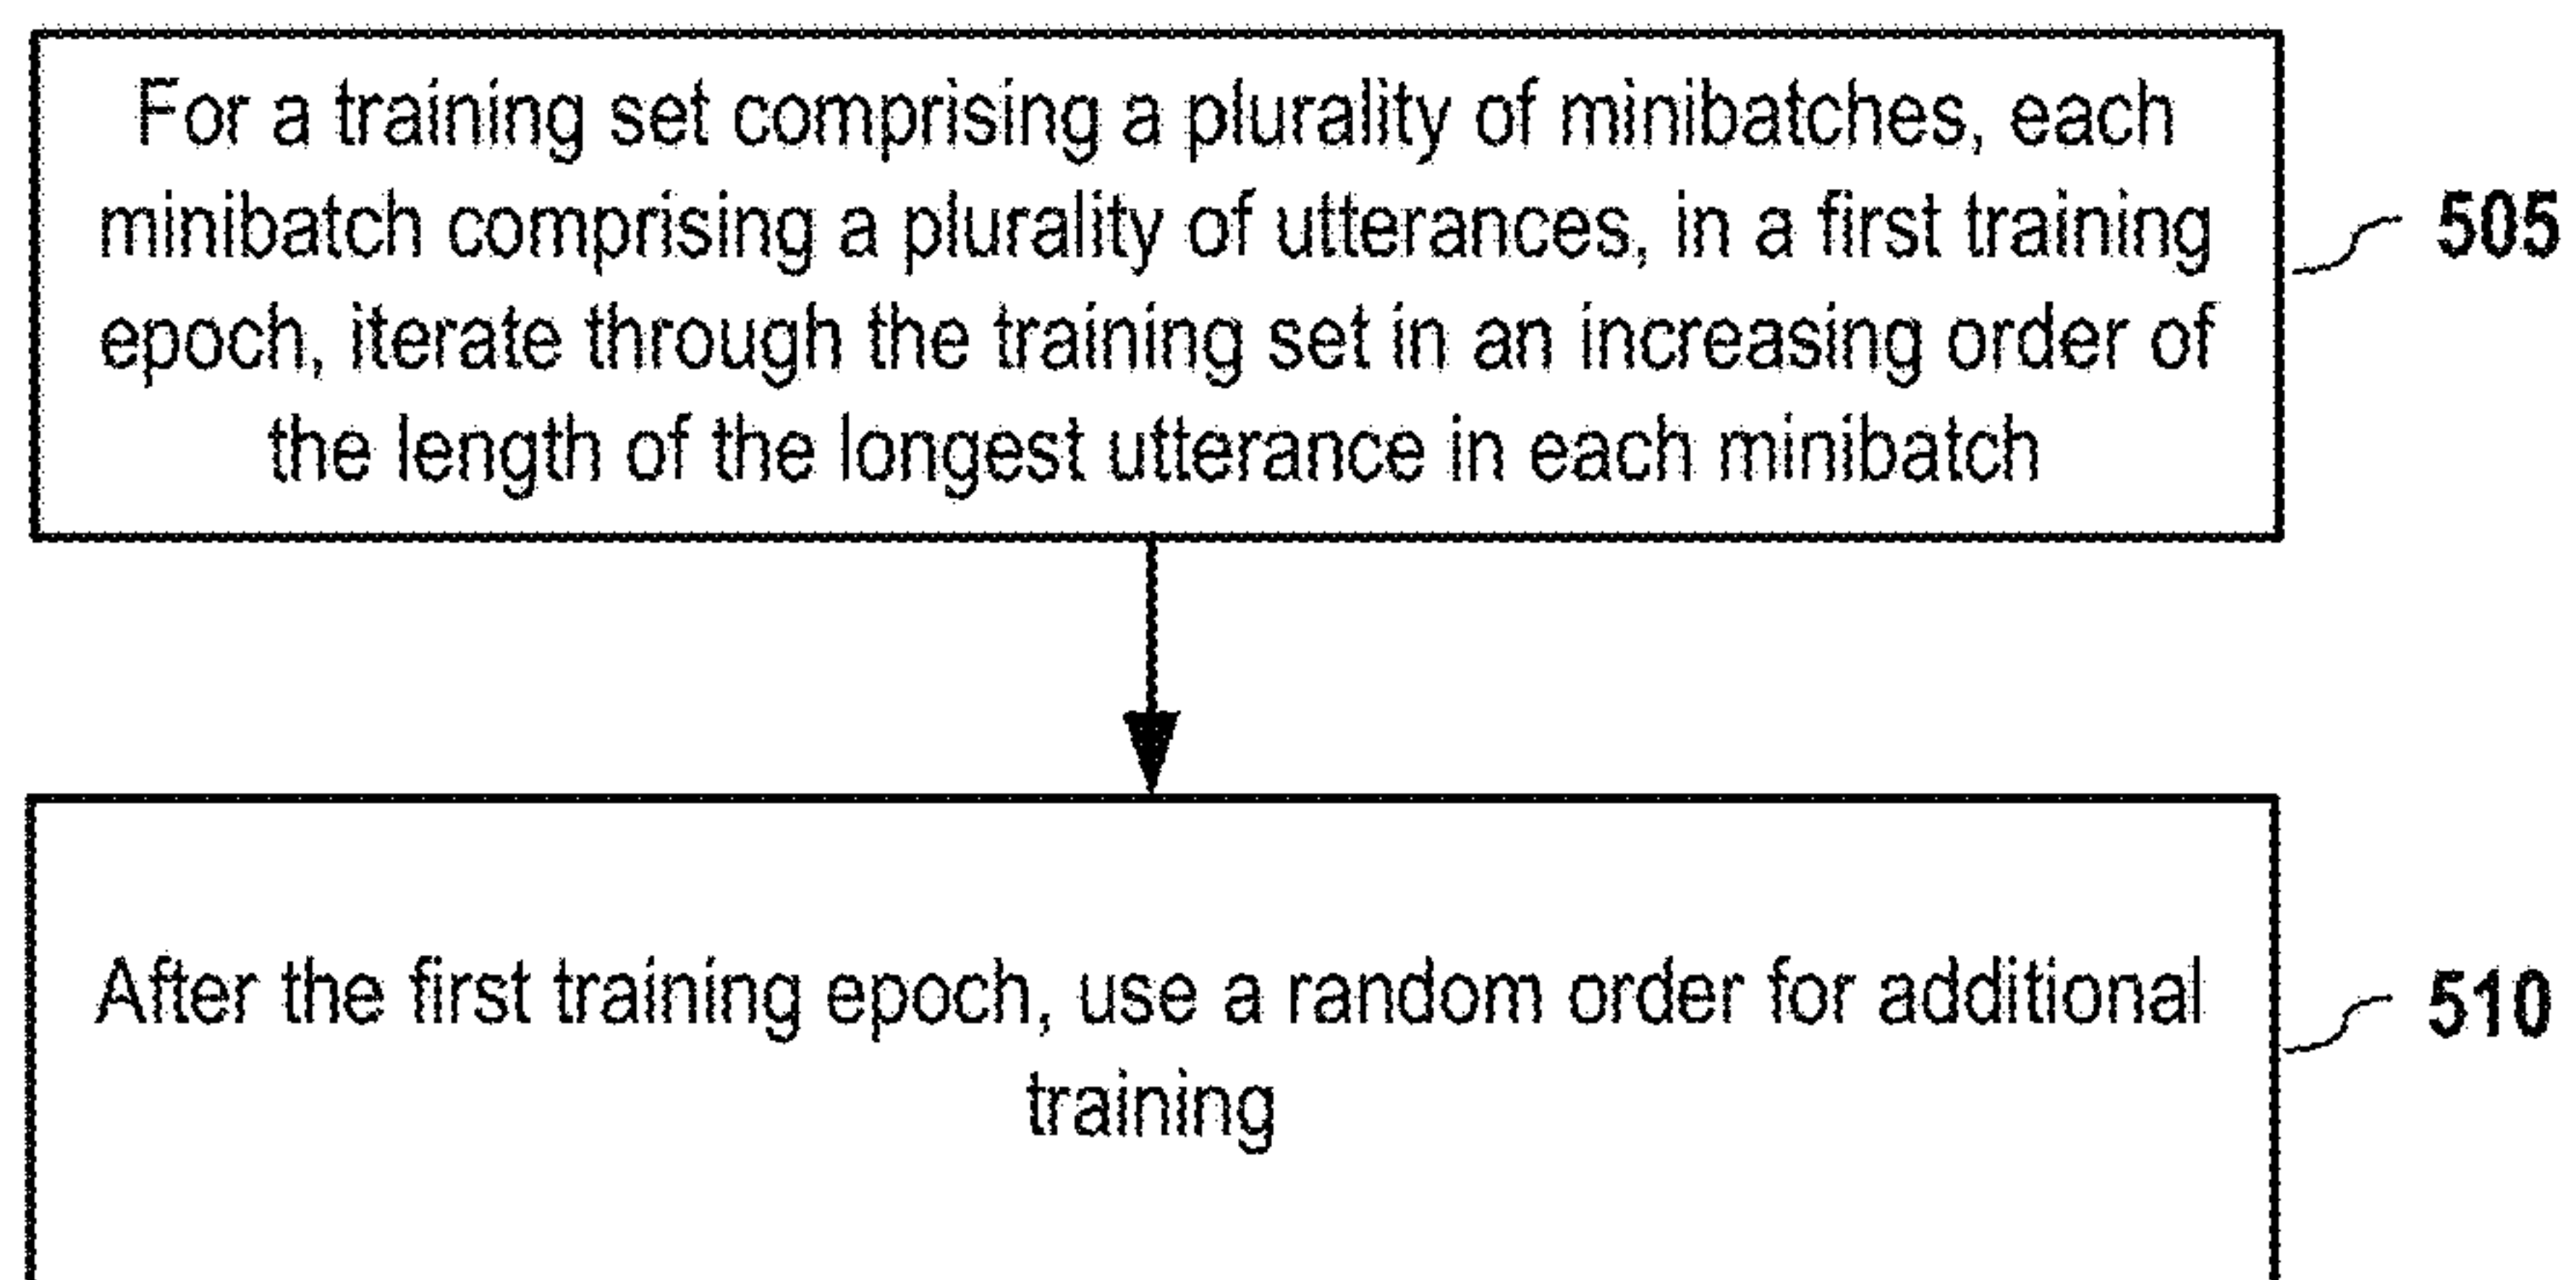 For a training set comprising a plurality of minibatches, each
minibatch comprising a plurality of utterances, in a first training
epoch, iterate through the training set in an increasing order of
the length of the longest utterance in each minibatch
505
After the first training epoch, use a random order for additional
training
510